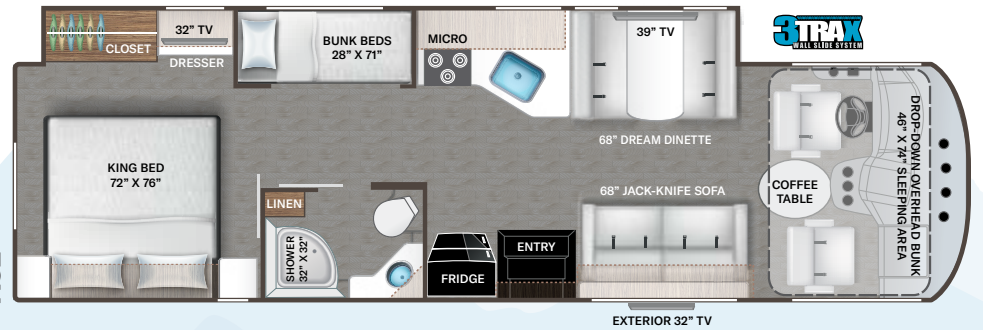 CLOSET
32" TV
DRESSER
BUNK BEDS
28" X 71"
MICRO
39" TV
3TRAX
WALL SLIDE SYSTEM
68" DREAM DINETTE
DROP-DOWN OVERHEAD BUNK
46" X 74" SLEEPING AREA
KING BED
72" X 76"
LINEN
SHOWER
32" X 32"
FRIDGE
ENTRY
68" JACK-KNIFE SOFA
COFFEE
TABLE
EXTERIOR 32" TV